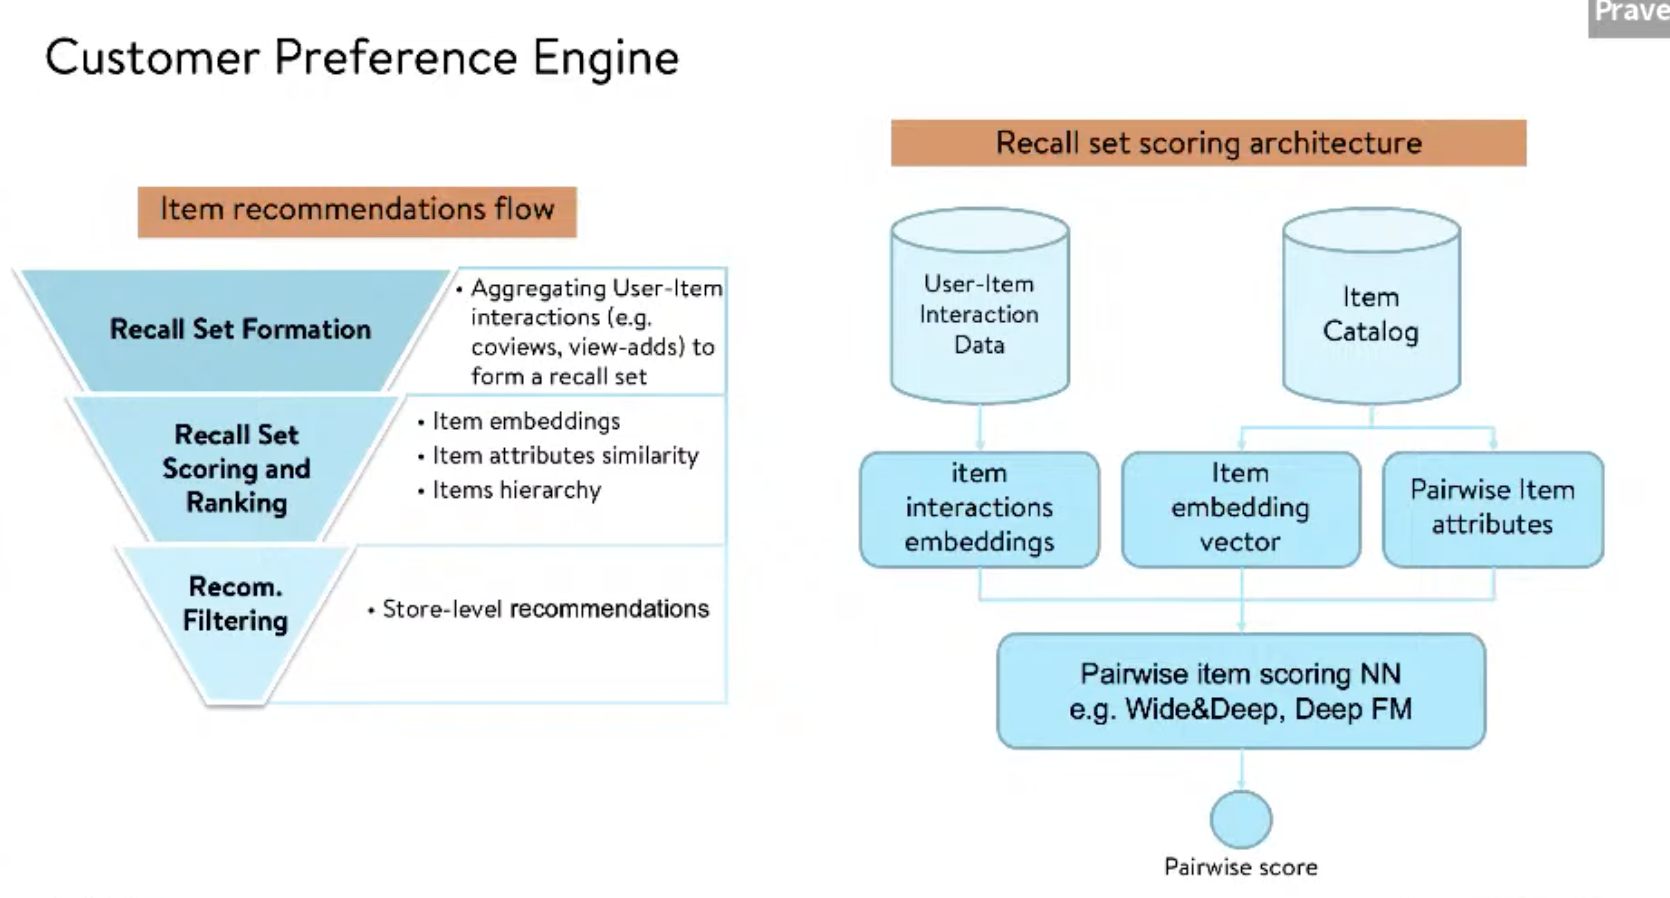 Prave
Customer Preference Engine
Item recommendations flow
Recall Set Formation
• Aggregating User-Item
interactions (e.g.
coviews, view-adds) to
form a recall set
Recall Set
Scoring and
Ranking
• Item embeddings
• Item attributes similarity
• Items hierarchy
Recom.
Filtering
• Store-level recommendations
Recall set scoring architecture
User-Item
Interaction
Data
Item
Catalog
item
interactions
embeddings
Item
embedding
vector
Pairwise Item
attributes
Pairwise item scoring NN
e.g. Wide&Deep, Deep FM
Pairwise score